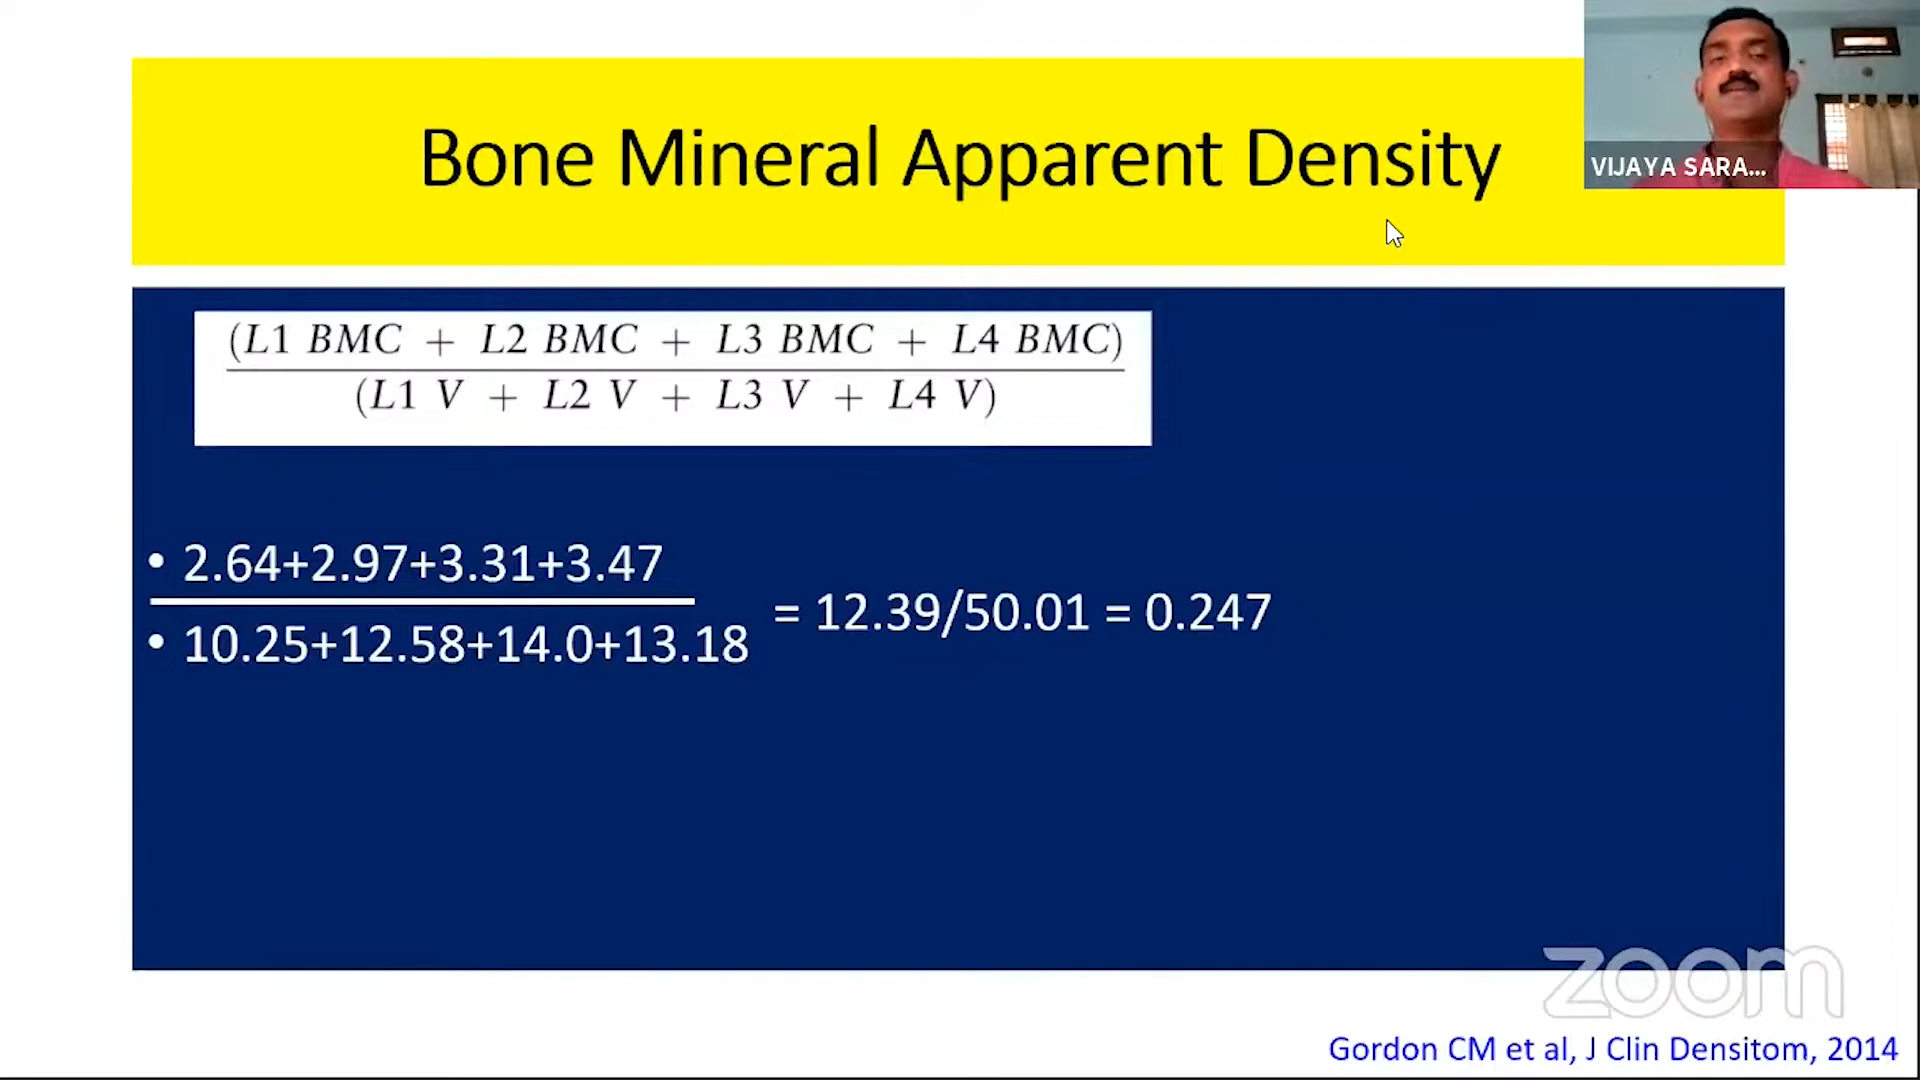 Bone Mineral Apparent Density
VIJAYA SARA...
(L1 BMC + L2 BMC + L3 BMC + L4 BMC)
(L1 V + L2 V + L3 V + L4 V)
• 2.64+2.97+3.31+3.47
= 12.39/50.01 = 0.247
• 10.25+12.58+14.0+13.18
zoom
Gordon CM et al, J Clin Densitom, 2014